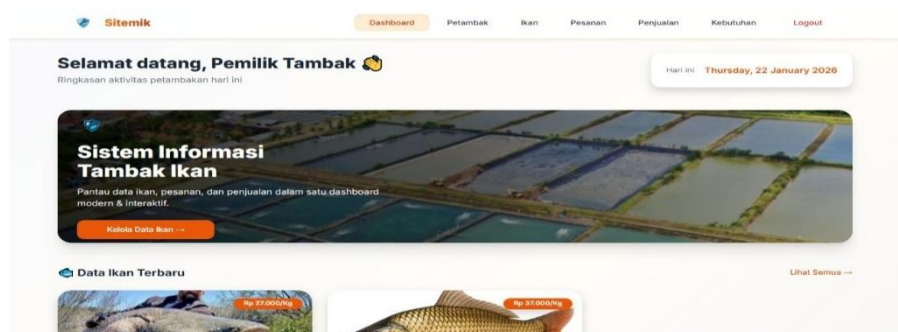 Sitemik
Dashboard Petambak Ikan Pesanan Penjualan Kebutuhan Logout
Selamat datang, Pemilik Tambak
Ringkasan aktivitas petambakan hari ini
Hari ini Thursday, 22 January 2026
Sistem Informasi
Tambak Ikan
Pantau data ikan, pesanan, dan penjualan dalam satu dashboard
modern & interaktif.
Kelola Data Ikan →
Data Ikan Terbaru
Lihat Semua →
Rp 27.000/Kg
Rp 37.000/Kg